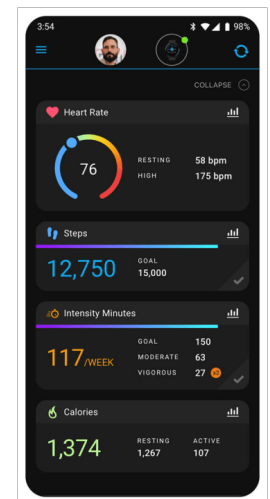 3:54 98%
COLLAPSE
Heart Rate
76
RESTING 58 bpm
HIGH 175 bpm
Steps
12,750
GOAL
15,000
Intensity Minutes
117/WEEK
GOAL 150
MODERATE 63
VIGOROUS 27 x2
Calories
1,374
RESTING ACTIVE
1,267 107